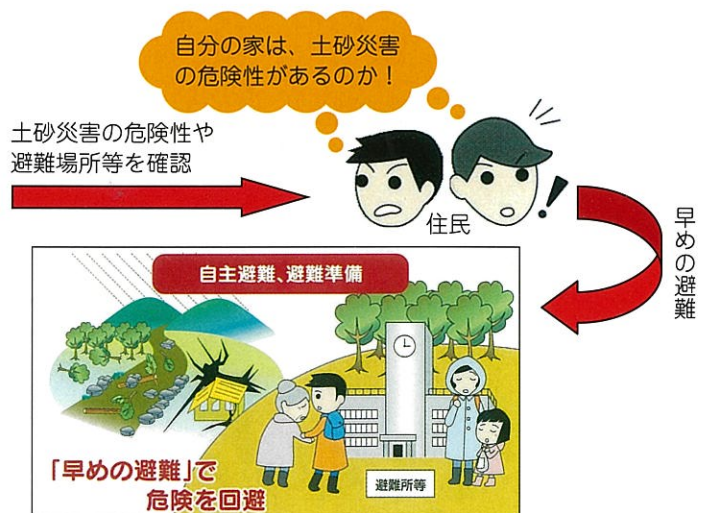 自分の家は、土砂災害
の危険性があるのか！
土砂災害の危険性や
避難場所等を確認
住民
早めの避難
自主避難、避難準備
避難所等
「早めの避難」で
危険を回避